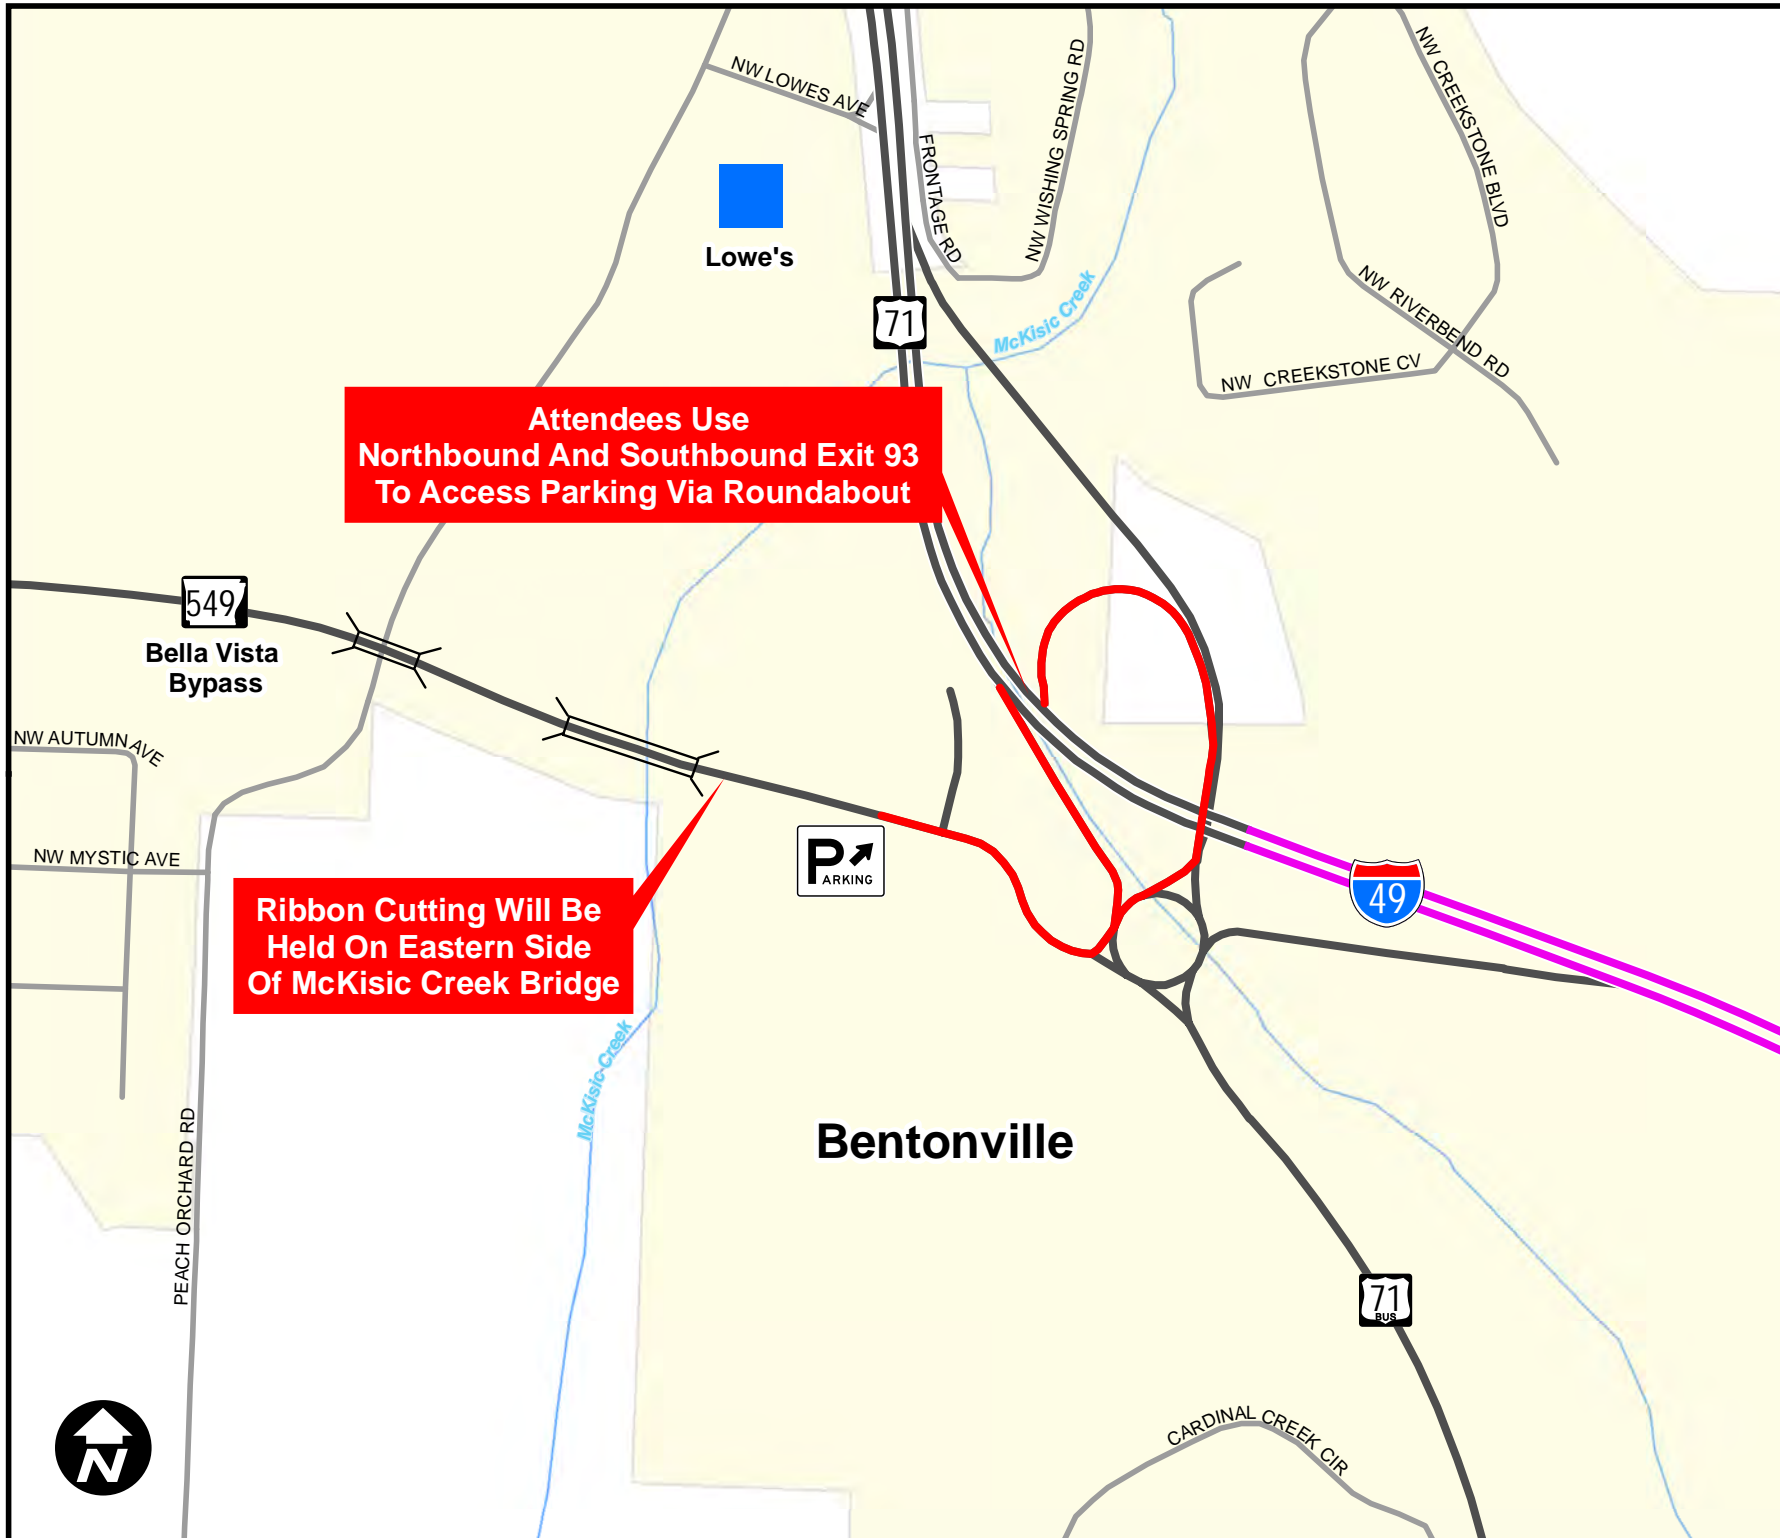 NW LOWES AVE
FRONTAGE RD
NW WISHING SPRING RD
NW CREEKSTONE BLVD
Lowe's
71
McKisic Creek
NW RIVERBEND RD
NW CREEKSTONE CV
Attendees Use
Northbound And Southbound Exit 93
To Access Parking Via Roundabout
549
Bella Vista
Bypass
NW AUTUMN AVE
NW MYSTIC AVE
P
PARKING
49
Ribbon Cutting Will Be
Held On Eastern Side
Of McKisic Creek Bridge
McKisic Creek
PEACH ORCHARD RD
Bentonville
71
BUS
CARDINAL CREEK CIR
N